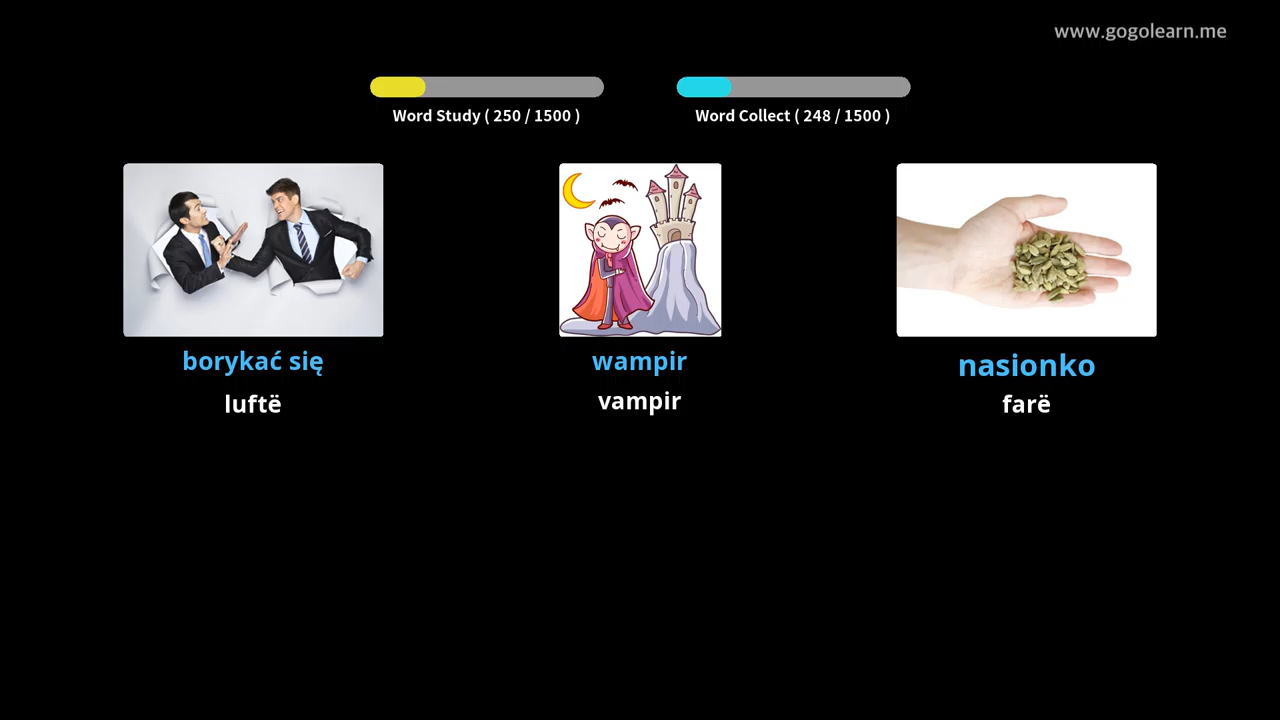 www.gogolearn.me
Word Study ( 250 / 1500 )
Word Collect ( 248 / 1500 )
borykać się
luftë
wampir
vampir
nasionko
farë